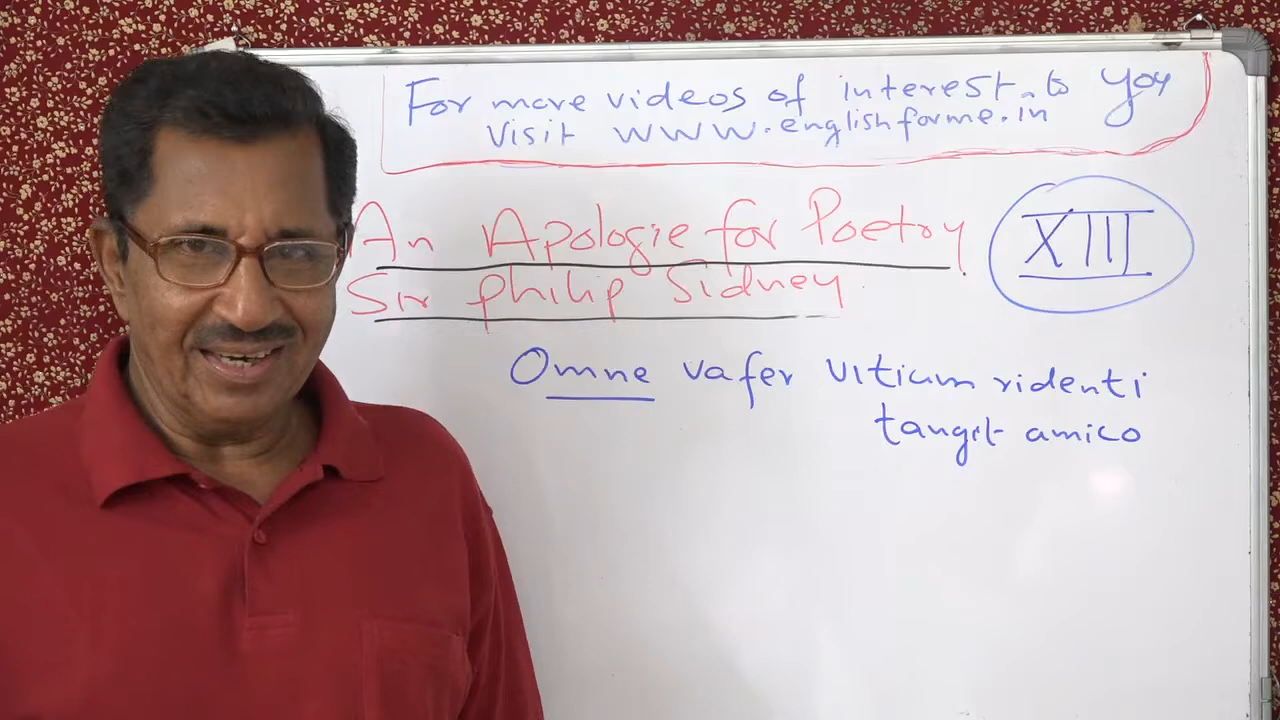 For more videos of interest to you
Visit www.englishforme.in
An Apologie for Poetry
XIII
Sir Philip Sidney
Omne vafer vitium ridenti
tangit amico